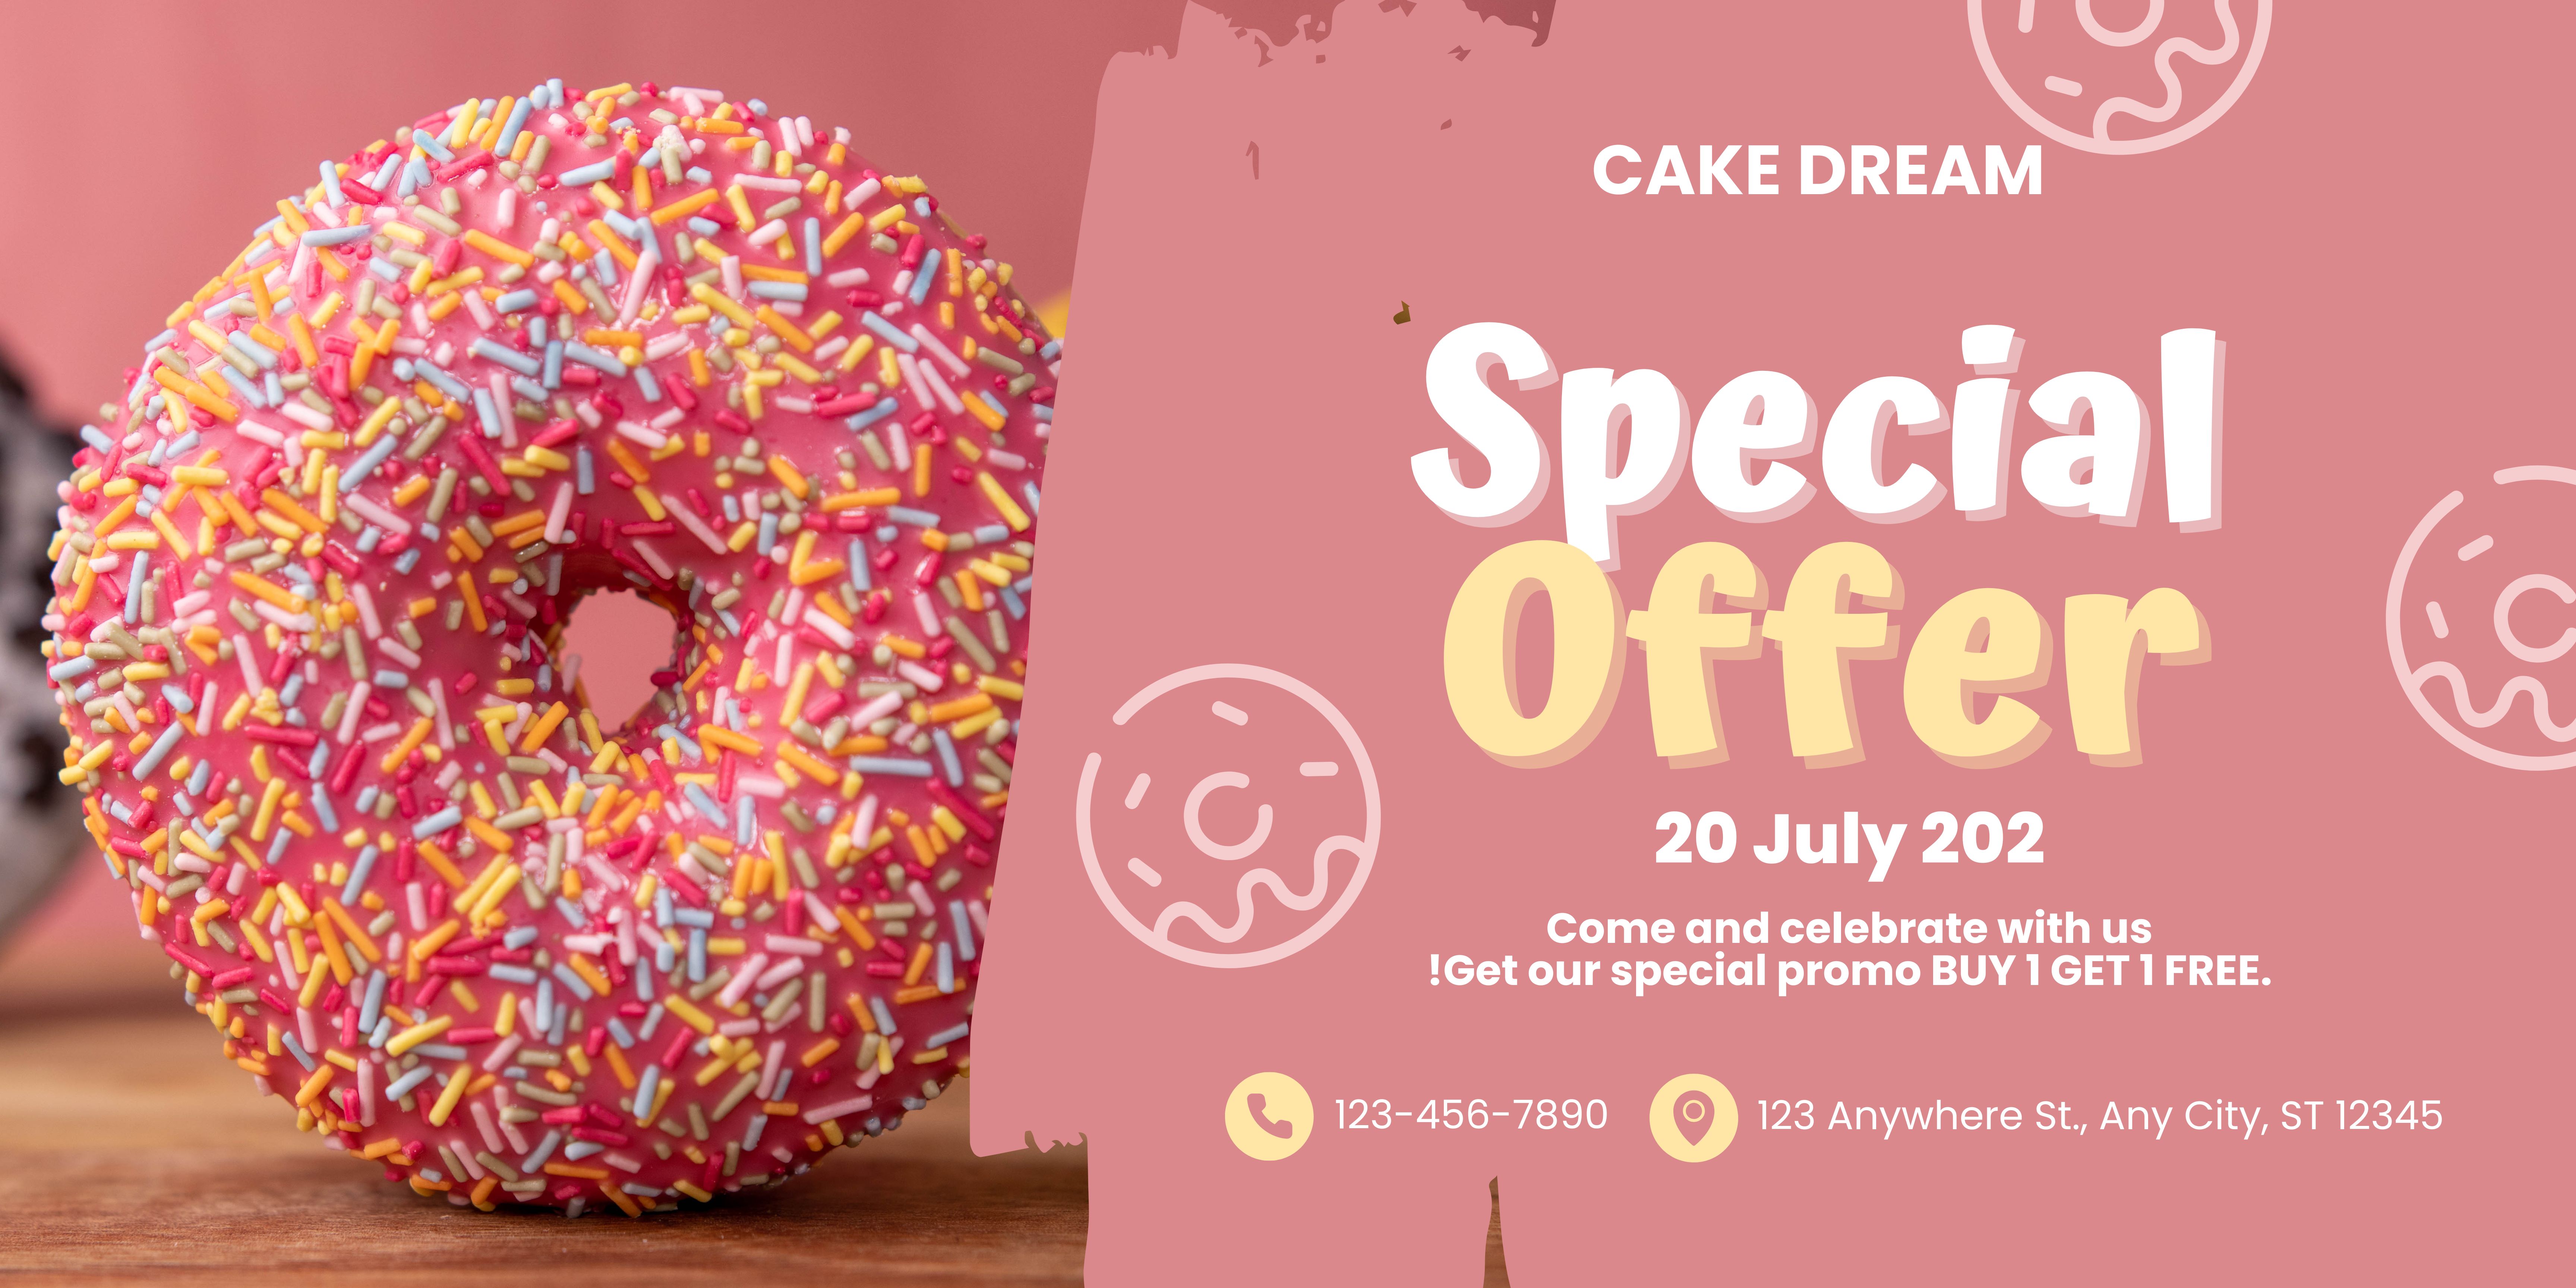 CAKE DREAM
Special
Offer
20 July 202
Come and celebrate with us
!Get our special promo BUY 1 GET 1 FREE.
123-456-7890
123 Anywhere St., Any City, ST 12345